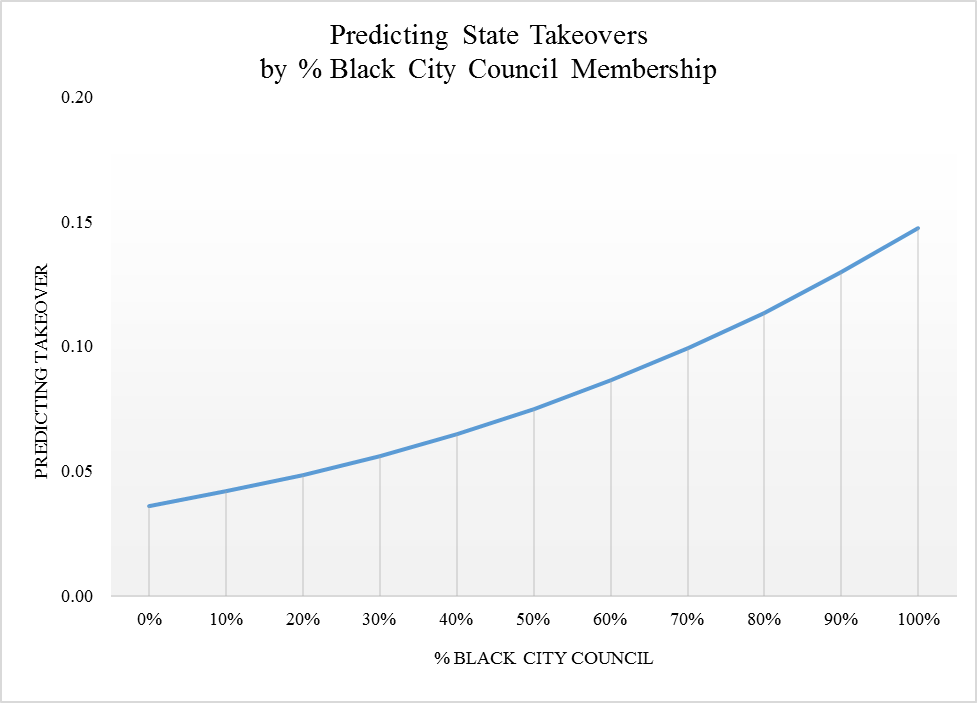 Predicting State Takeovers
by % Black City Council Membership
0.20
0.15
0.10
0.05
0.00
PREDICTING TAKEOVER
0% 10% 20% 30% 40% 50% 60% 70% 80% 90% 100%
% BLACK CITY COUNCIL